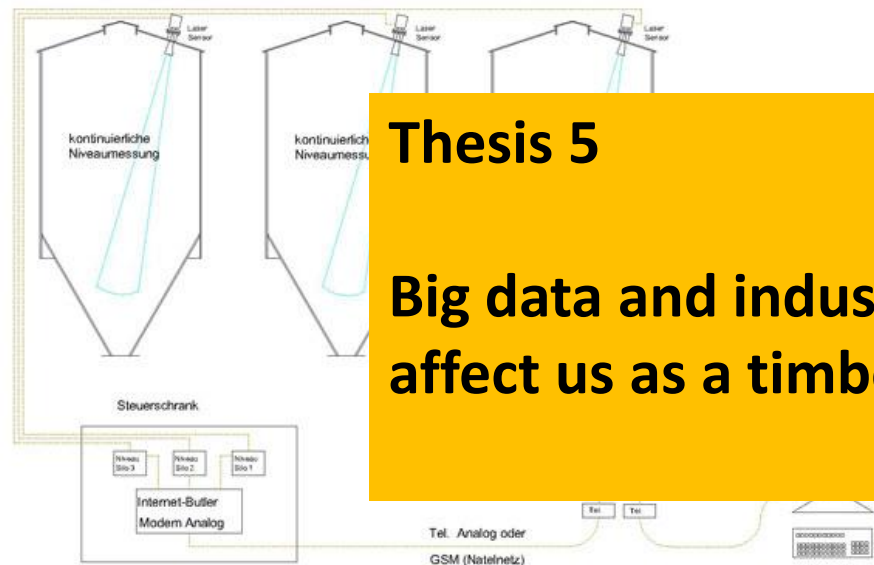 Laser
Sensor
Laser
Sensor
Laser
Sensor
kontinuierliche
Niveaumessung
kontinuierlich
Niveaumessu
Thesis 5
Big data and indus
affect us as a timb
Steuerschrank
Niveau
Silo 3
Niveau
Silo 2
Niveau
Silo 1
Internet-Butler
Modem Analog
Tel.
Tel.
Tel. Analog oder
GSM (Natelnetz)